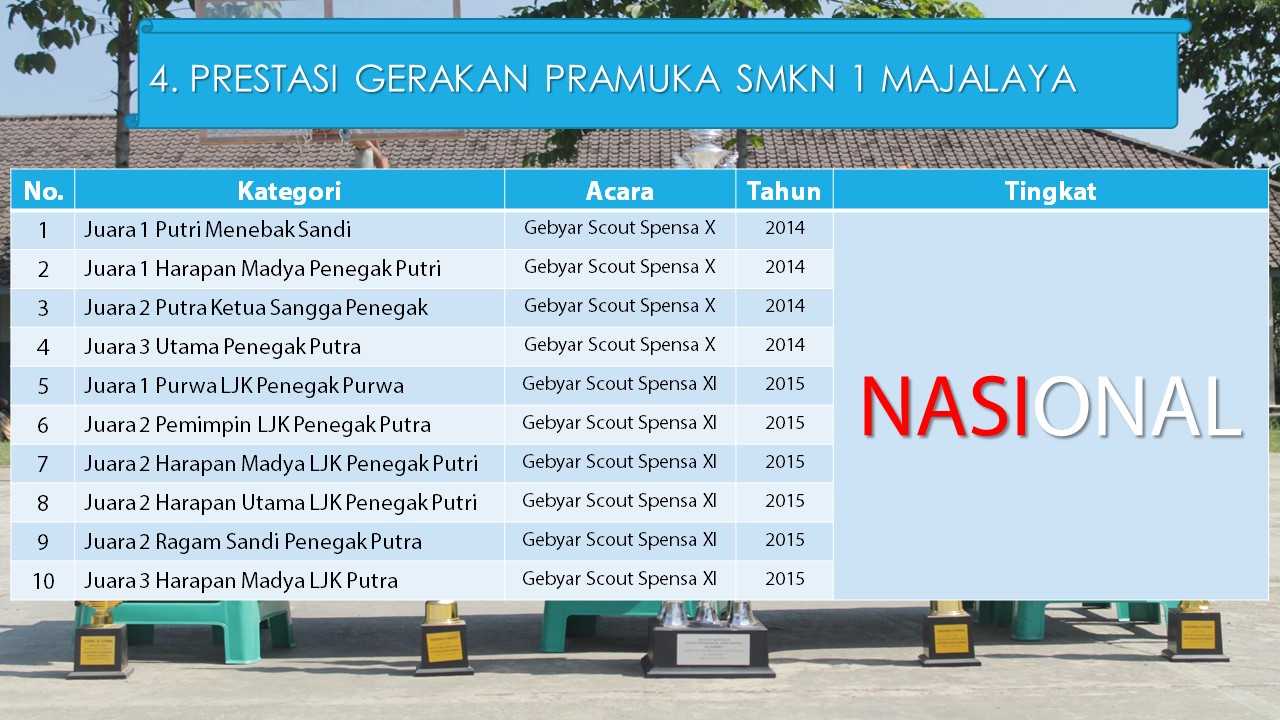 4. PRESTASI GERAKAN PRAMUKA SMKN 1 MAJALAYA
No. Kategori Acara Tahun Tingkat
1 Juara 1 Putri Menebak Sandi Gebyar Scout Spensa X 2014
2 Juara 1 Harapan Madya Penegak Putri Gebyar Scout Spensa X 2014
3 Juara 2 Putra Ketua Sangga Penegak Gebyar Scout Spensa X 2014
4 Juara 3 Utama Penegak Putra Gebyar Scout Spensa X 2014
5 Juara 1 Purwa LJK Penegak Purwa Gebyar Scout Spensa XI 2015
6 Juara 2 Pemimpin LJK Penegak Putra Gebyar Scout Spensa XI 2015
NASIONAL
7 Juara 2 Harapan Madya LJK Penegak Putri Gebyar Scout Spensa XI 2015
8 Juara 2 Harapan Utama LJK Penegak Putri Gebyar Scout Spensa XI 2015
9 Juara 2 Ragam Sandi Penegak Putra Gebyar Scout Spensa XI 2015
10 Juara 3 Harapan Madya LJK Putra Gebyar Scout Spensa XI 2015